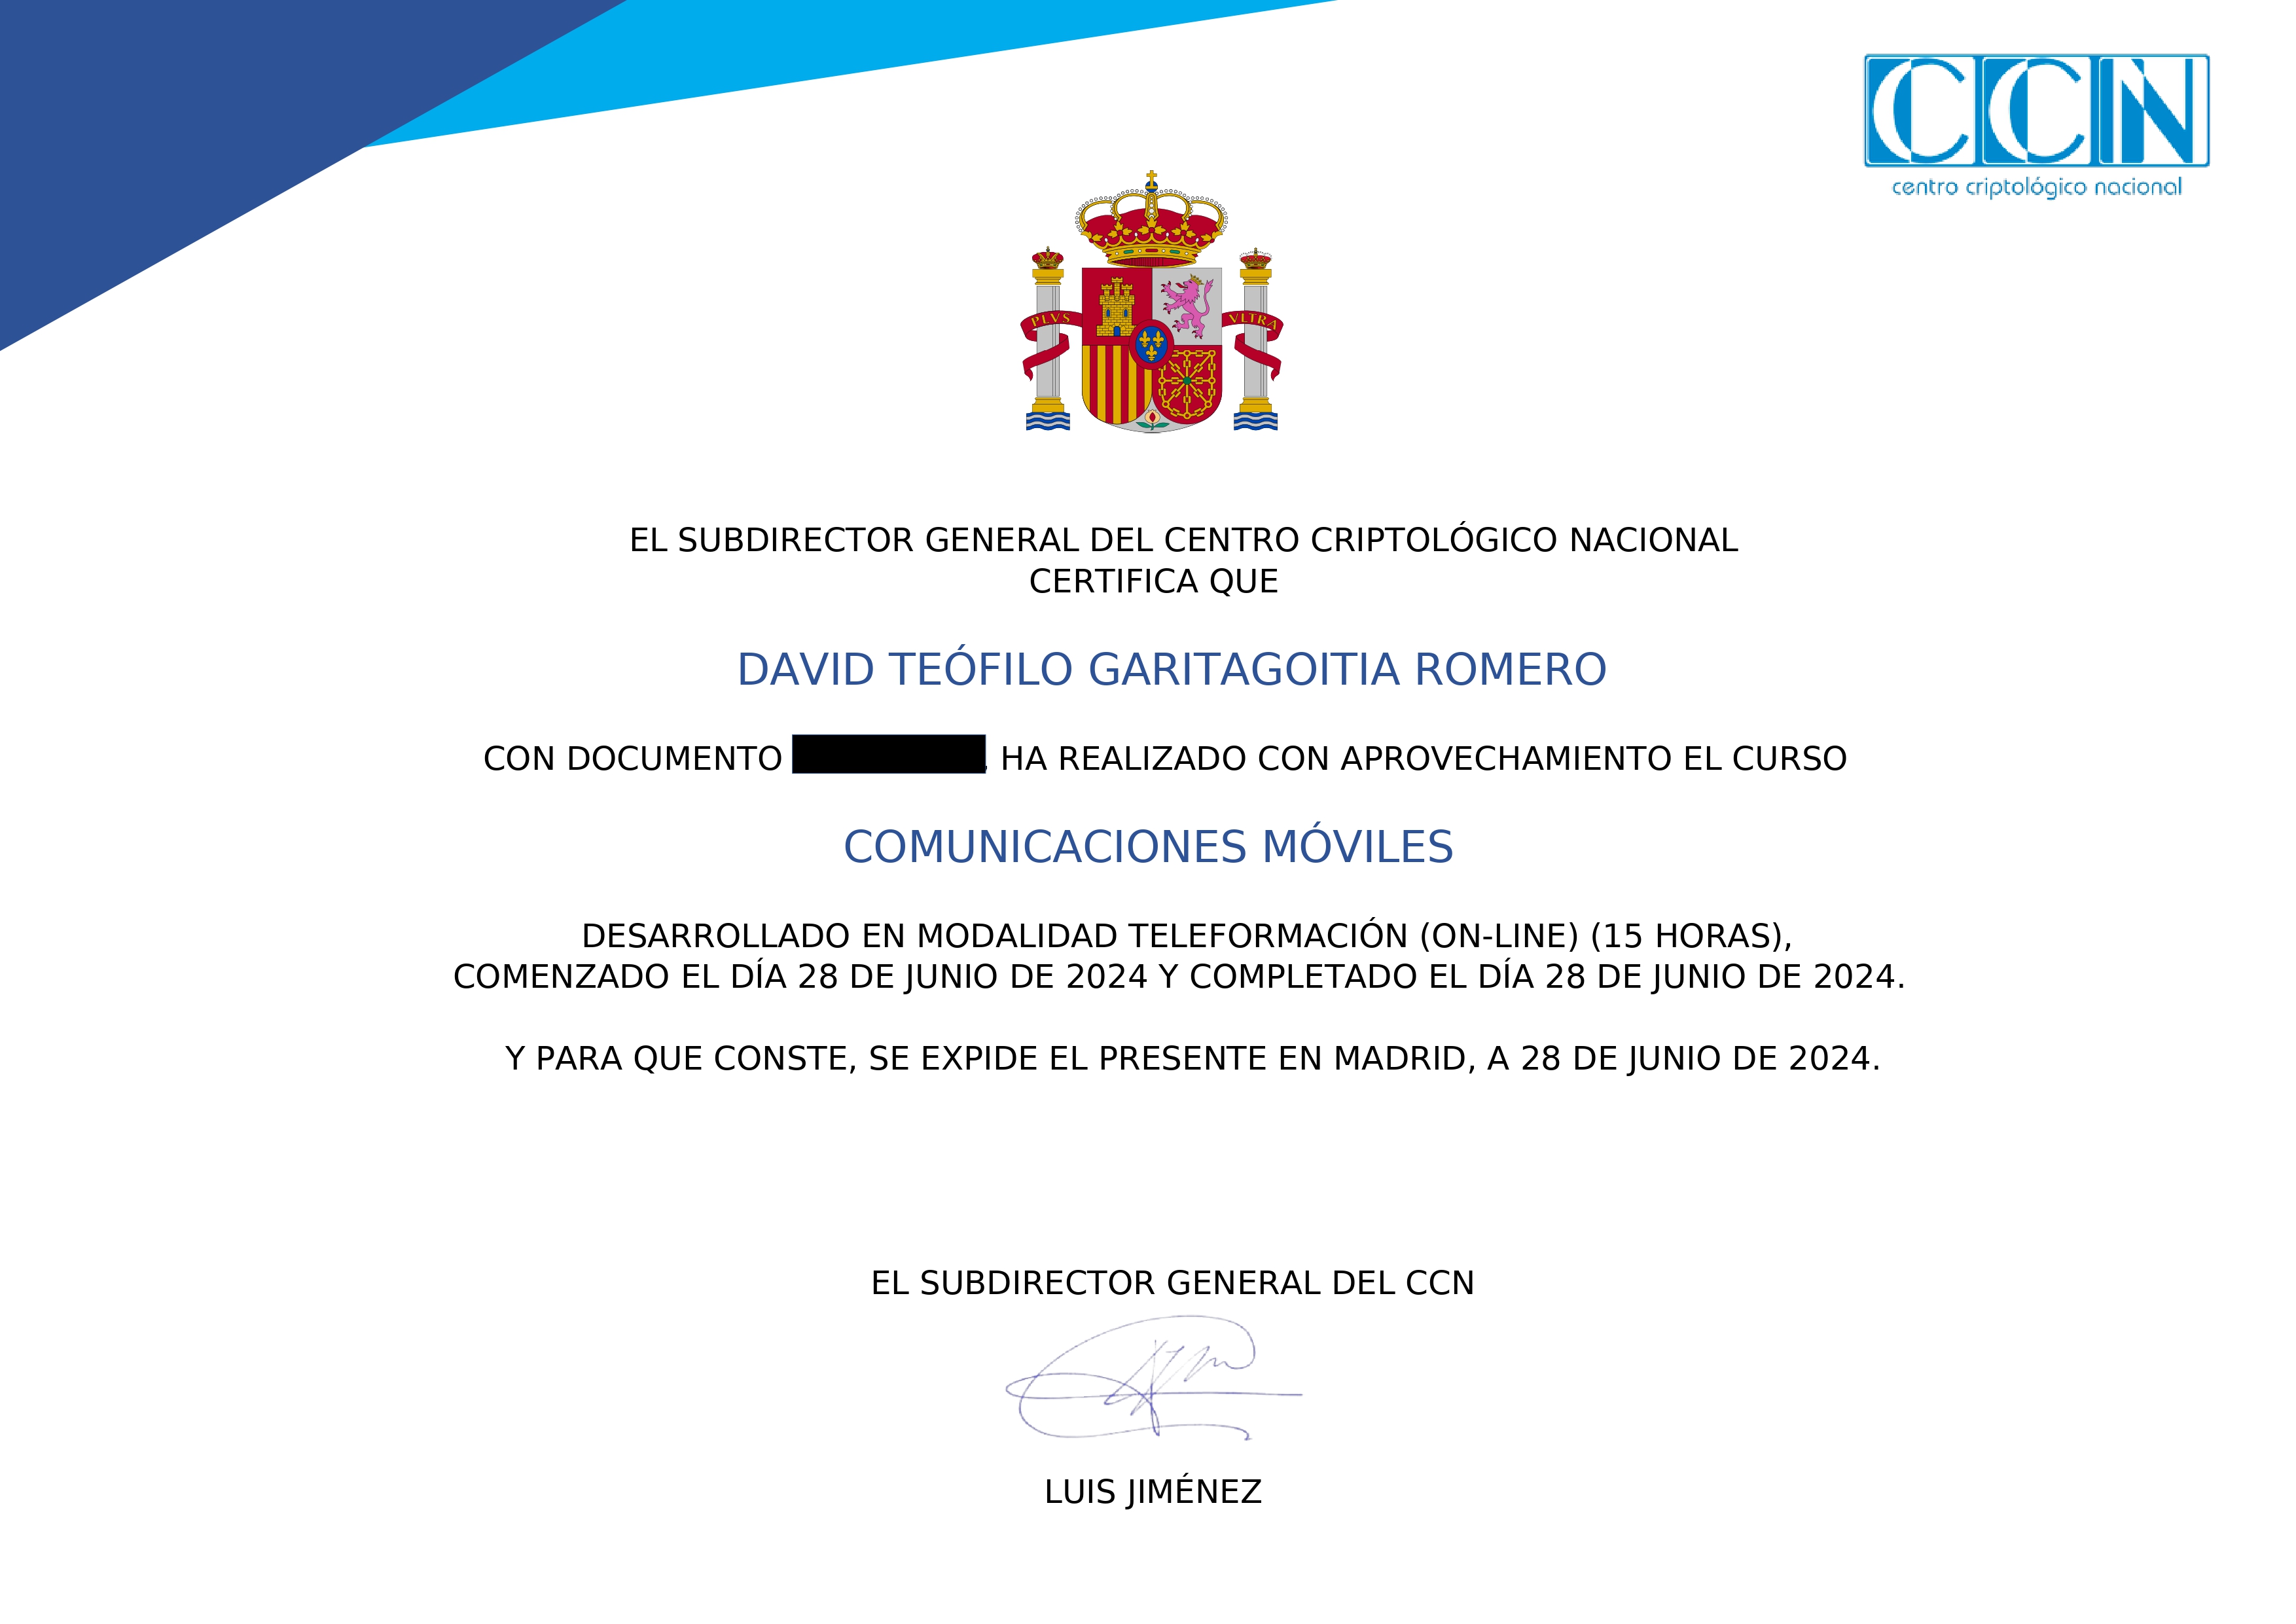 CCN
centro criptológico nacional
PLVS VLTRA
EL SUBDIRECTOR GENERAL DEL CENTRO CRIPTOLÓGICO NACIONAL
CERTIFICA QUE
DAVID TEÓFILO GARITAGOITIA ROMERO
CON DOCUMENTO , HA REALIZADO CON APROVECHAMIENTO EL CURSO
COMUNICACIONES MÓVILES
DESARROLLADO EN MODALIDAD TELEFORMACIÓN (ON-LINE) (15 HORAS),
COMENZADO EL DÍA 28 DE JUNIO DE 2024 Y COMPLETADO EL DÍA 28 DE JUNIO DE 2024.
Y PARA QUE CONSTE, SE EXPIDE EL PRESENTE EN MADRID, A 28 DE JUNIO DE 2024.
EL SUBDIRECTOR GENERAL DEL CCN
LUIS JIMÉNEZ